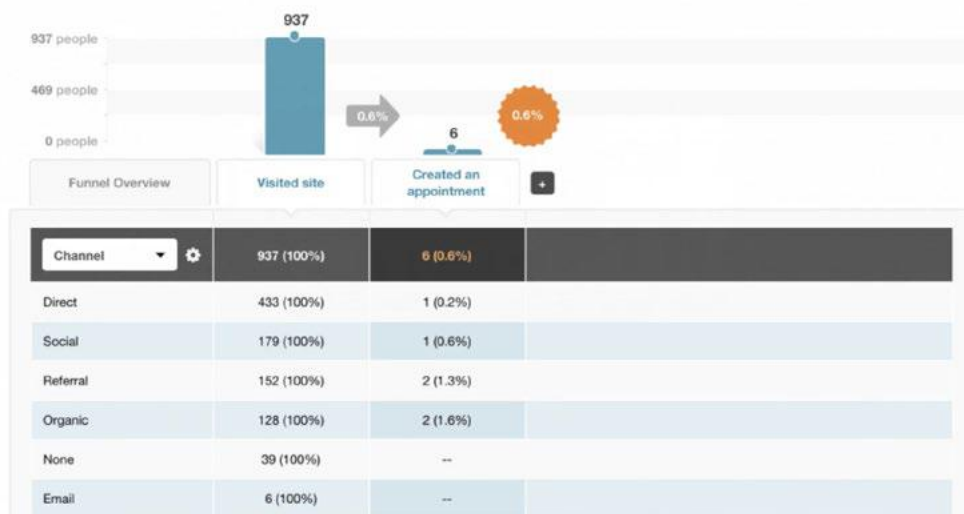 937
937 people
469 people
0.6%
0.6%
6
0 people
Funnel Overview
Visited site
Created an
appointment
+
Channel 937 (100%) 6 (0.6%)
Direct 433 (100%) 1 (0.2%)
Social 179 (100%) 1 (0.6%)
Referral 152 (100%) 2 (1.3%)
Organic 128 (100%) 2 (1.6%)
None 39 (100%) --
Email 6 (100%) --